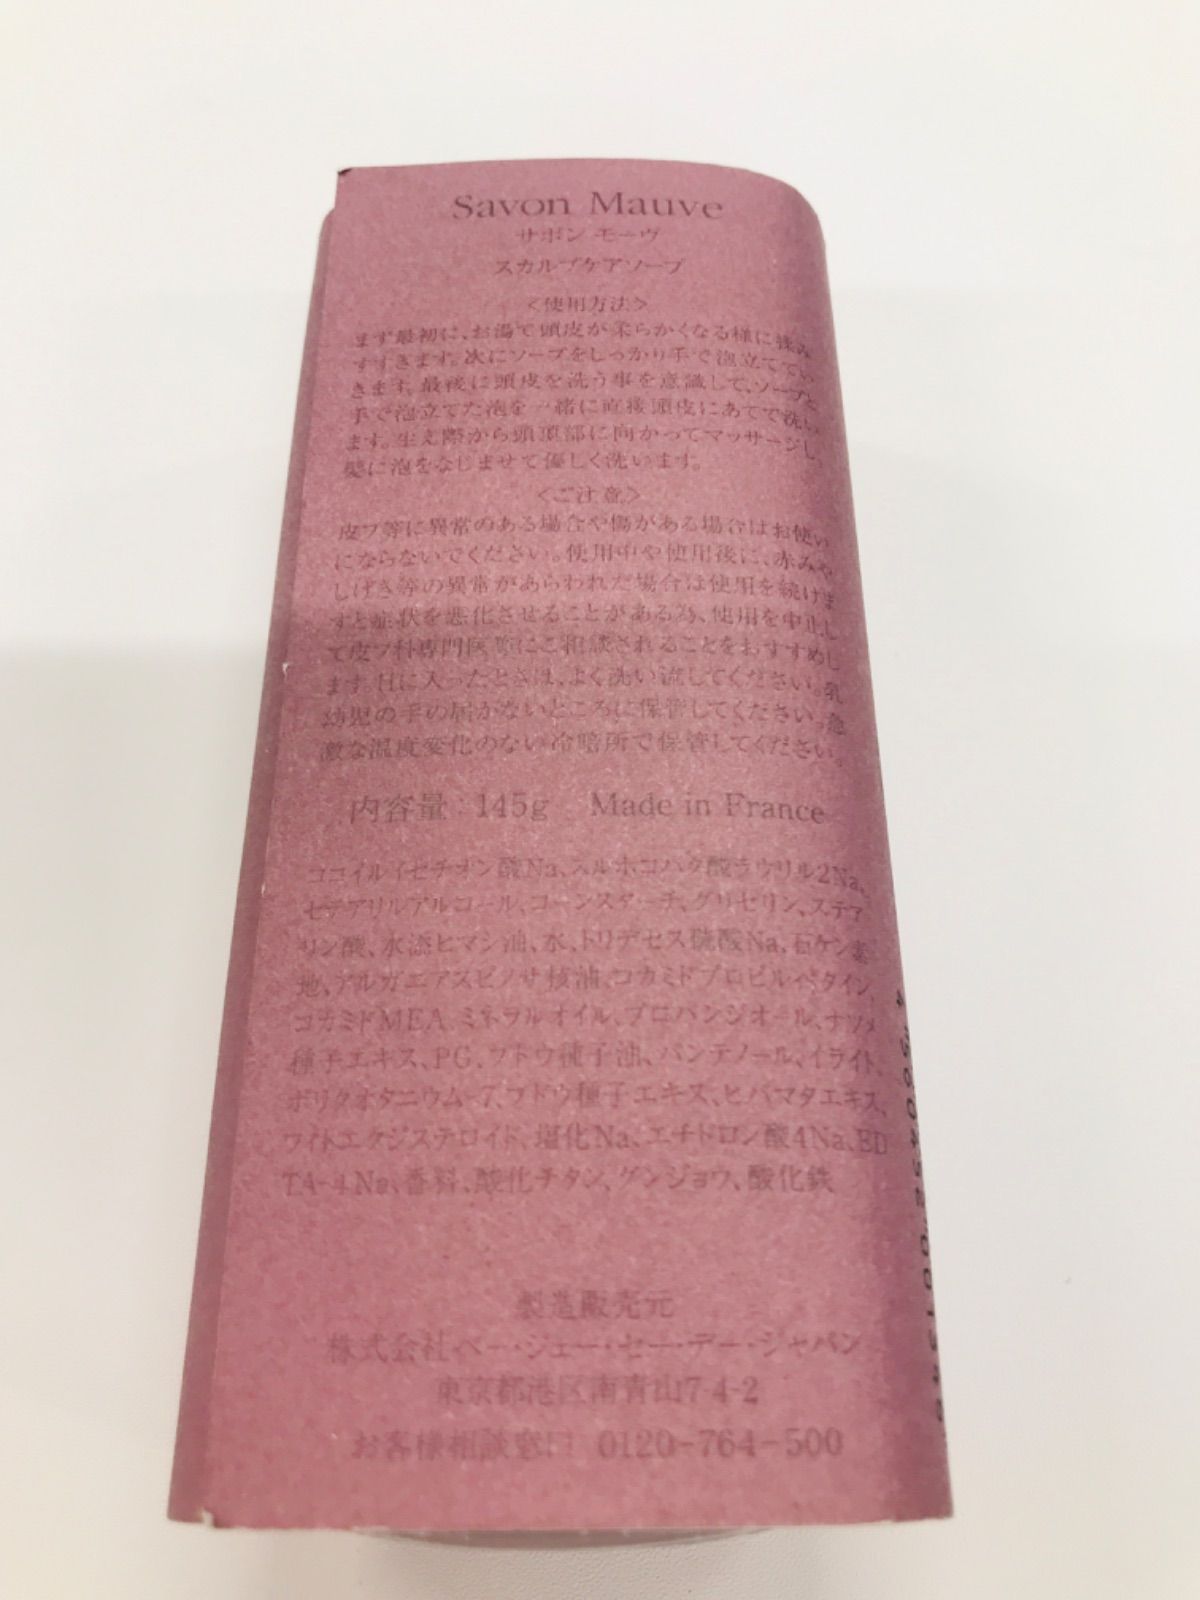 Savon Mauve
サボン モーヴ
スカルプケアソープ
＜使用方法＞
まず最初に、お湯で頭皮が柔らかくなる様に揉み
すすぎます。次にソープをしっかり手で泡立ててい
きます。最後に頭皮を洗う事を意識して、ソープと
手で泡立てた泡を一緒に直接頭皮にあてて洗い
ます。生え際から頭頂部に向かってマッサージし、
髪に泡をなじませて優しく洗います。
＜ご注意＞
皮フ等に異常のある場合や傷がある場合はお使い
にならないでください。使用中や使用後に、赤みや
しげき等の異常があらわれた場合は使用を続けま
すと症状を悪化させることがある為、使用を中止し
て皮フ科専門医等にご相談されることをおすすめし
ます。目に入ったときは、よく洗い流してください。乳
幼児の手の届かないところに保管してください。急
激な温度変化のない冷暗所で保管してください。
内容量：145g Made in France
ココイルイセチオン酸Na、スルホコハク酸ラウリル2Na、
セテアリルアルコール、コーンスターチ、グリセリン、ステア
リン酸、水添ヒマシ油、水、トリデセス硫酸Na、石ケン素
地、アルガニアスピノサ核油、コカミドプロピルベタイン、
コカミドMEA、ミネラルオイル、プロパンジオール、ナツメ
種子エキス、PG、ブドウ種子油、パンテノール、イライト、
ポリクオタニウム-7、ブドウ種子エキス、ヒバマタエキス、
ワイトエクジステロイド、塩化Na、エチドロン酸4Na、ED
TA-4Na、香料、酸化チタン、グンジョウ、酸化鉄
製造販売元
株式会社ベー・ジェー・セー・デー・ジャパン
東京都港区南青山7-4-2
お客様相談窓口 0120-764-500